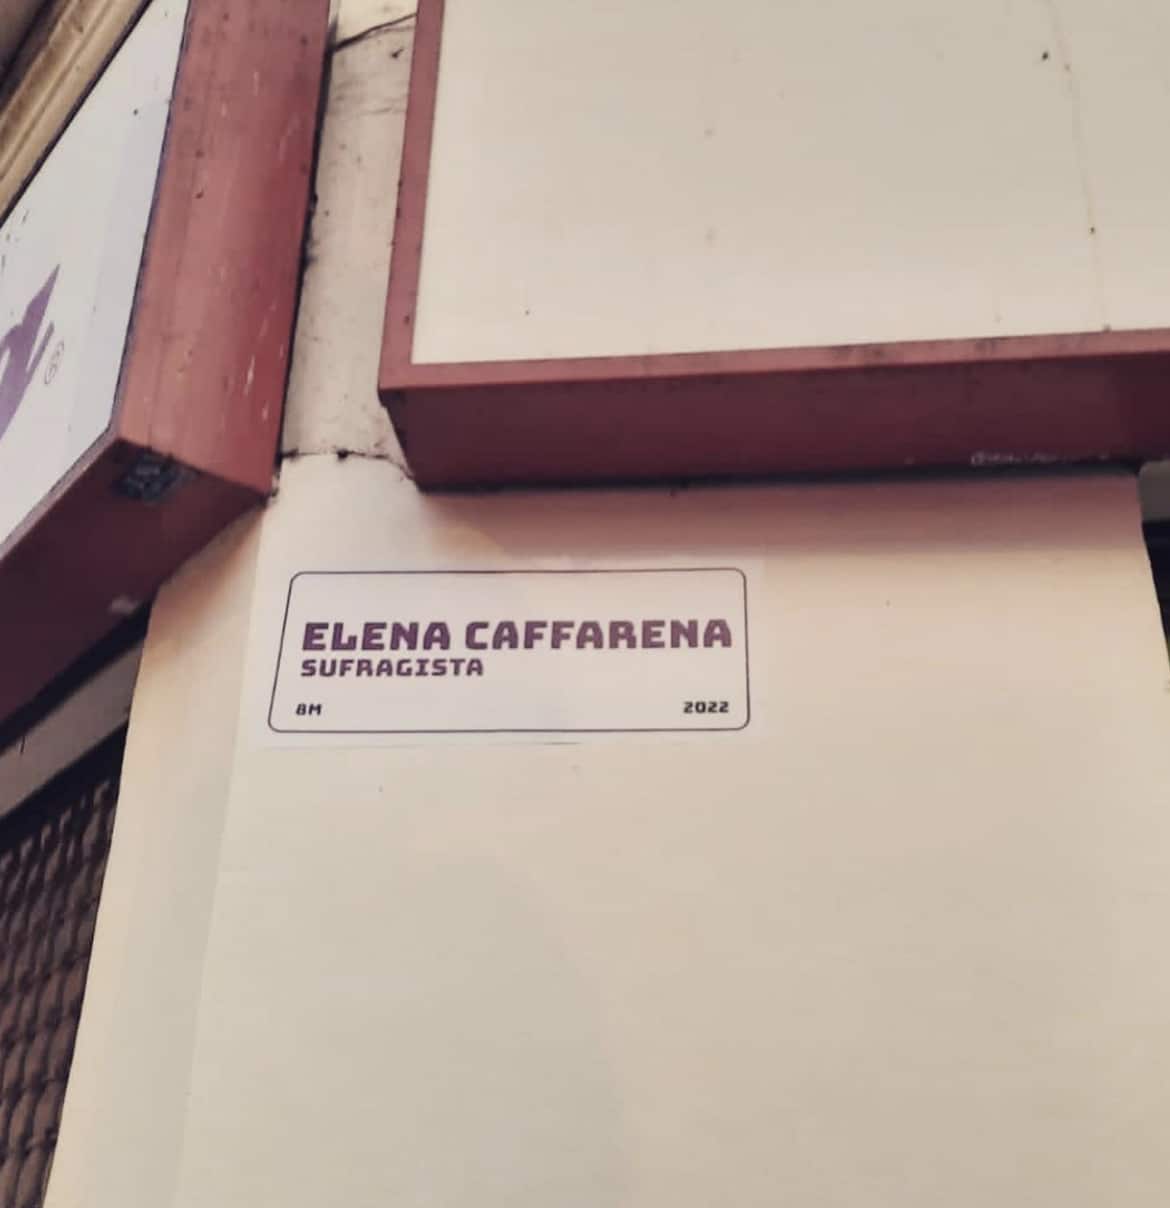 ELENA CAFFARENA
SUFRAGISTA
8M 2022